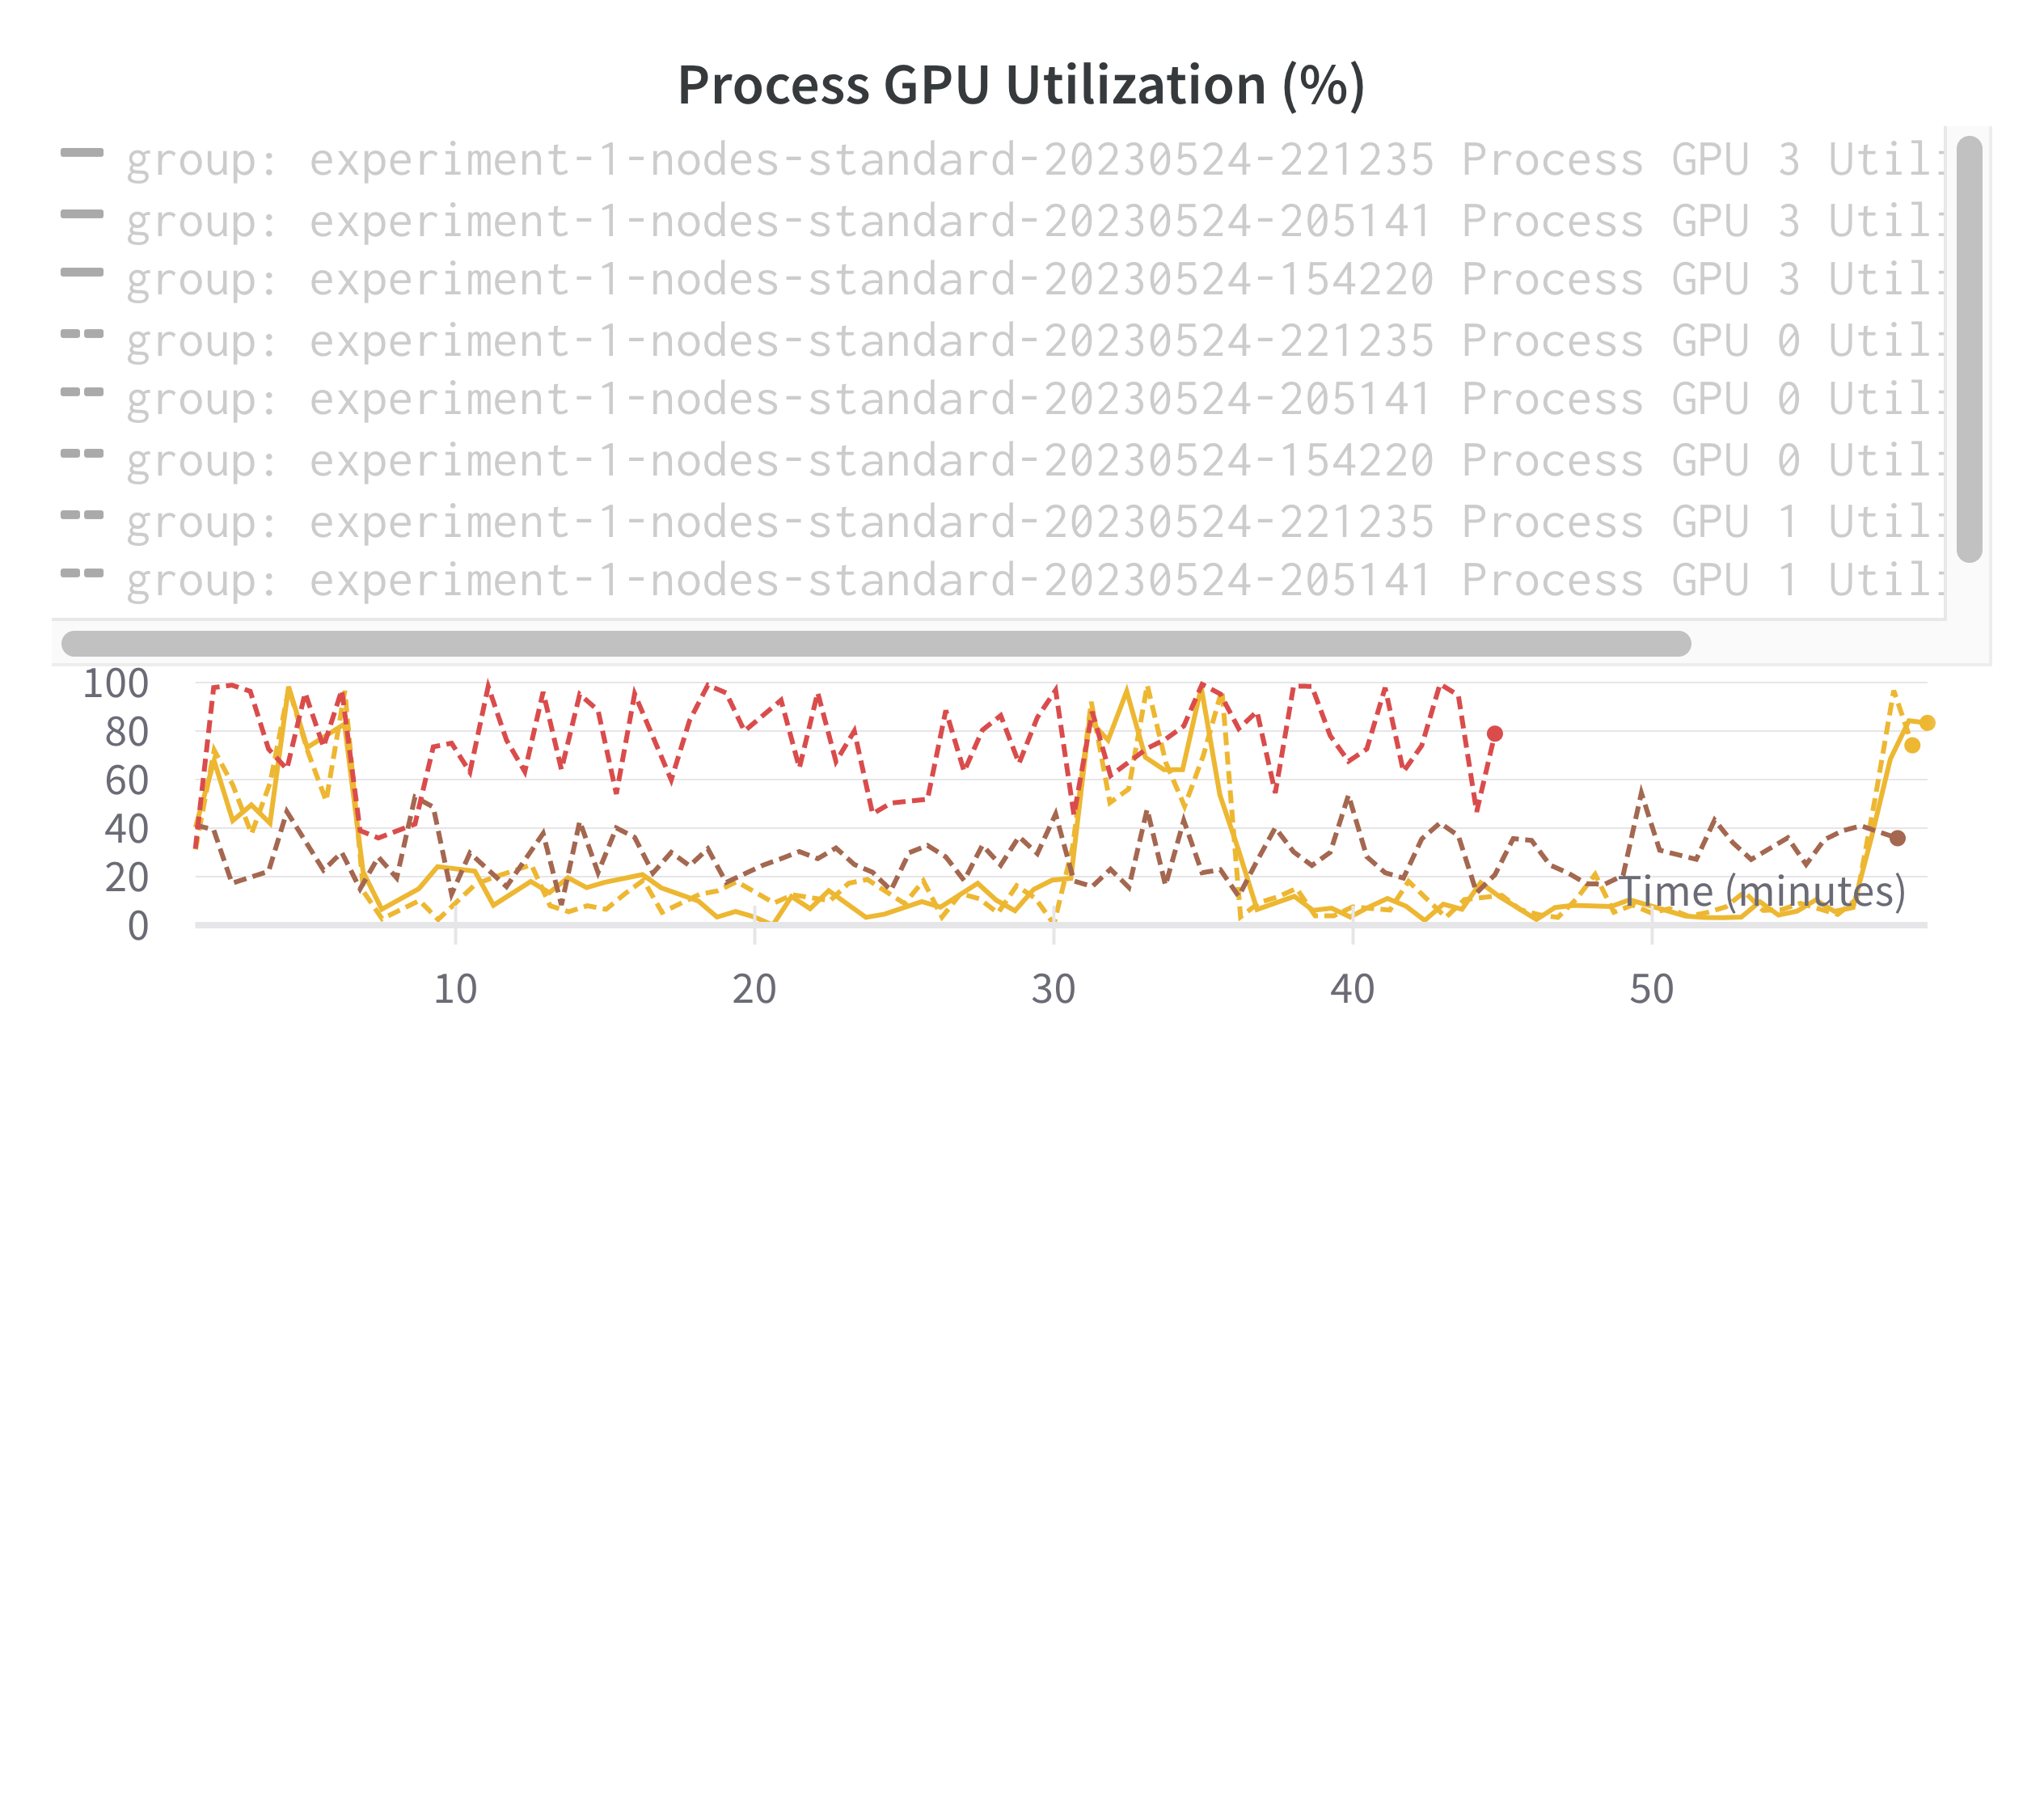 Process GPU Utilization (%)
group: experiment-1-nodes-standard-20230524-221235 Process GPU 3 Util
group: experiment-1-nodes-standard-20230524-205141 Process GPU 3 Util
group: experiment-1-nodes-standard-20230524-154220 Process GPU 3 Util
group: experiment-1-nodes-standard-20230524-221235 Process GPU 0 Util
group: experiment-1-nodes-standard-20230524-205141 Process GPU 0 Util
group: experiment-1-nodes-standard-20230524-154220 Process GPU 0 Util
group: experiment-1-nodes-standard-20230524-221235 Process GPU 1 Util
group: experiment-1-nodes-standard-20230524-205141 Process GPU 1 Util
100
80
60
40
20
0
Time (minutes)
10 20 30 40 50